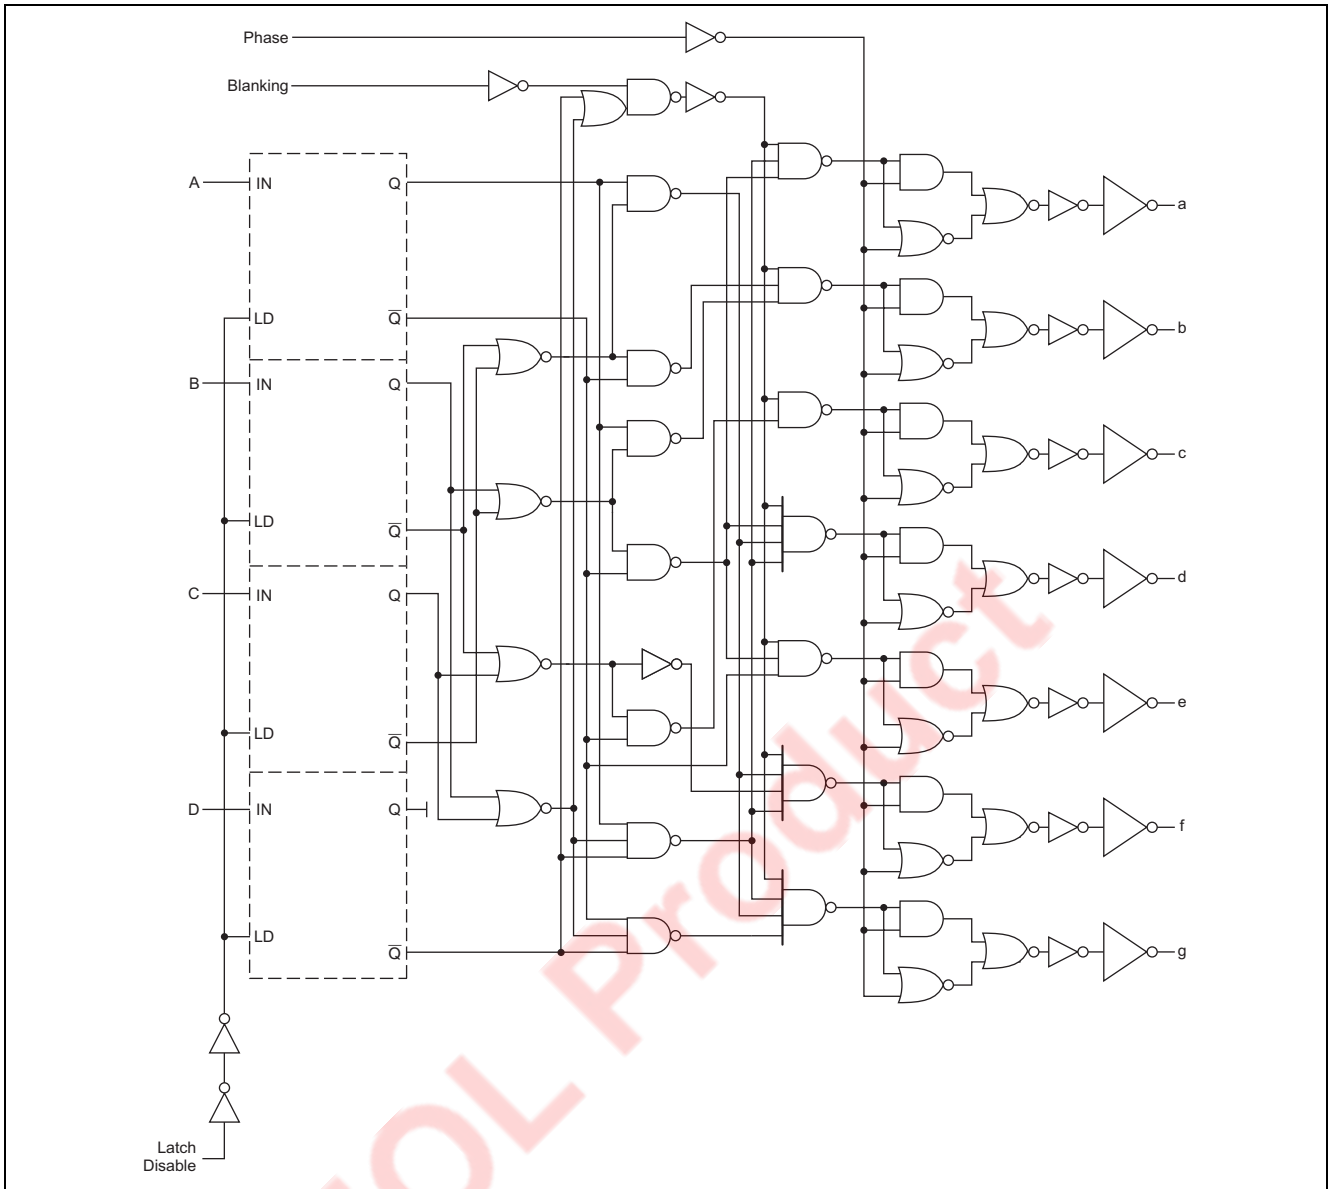 Phase
Blanking
A IN Q
a
LD Q̅
b
B IN Q
c
LD Q̅
d
C IN Q
e
LD Q̅
D IN Q
f
LD Q̅
g
Latch
Disable
OL Product